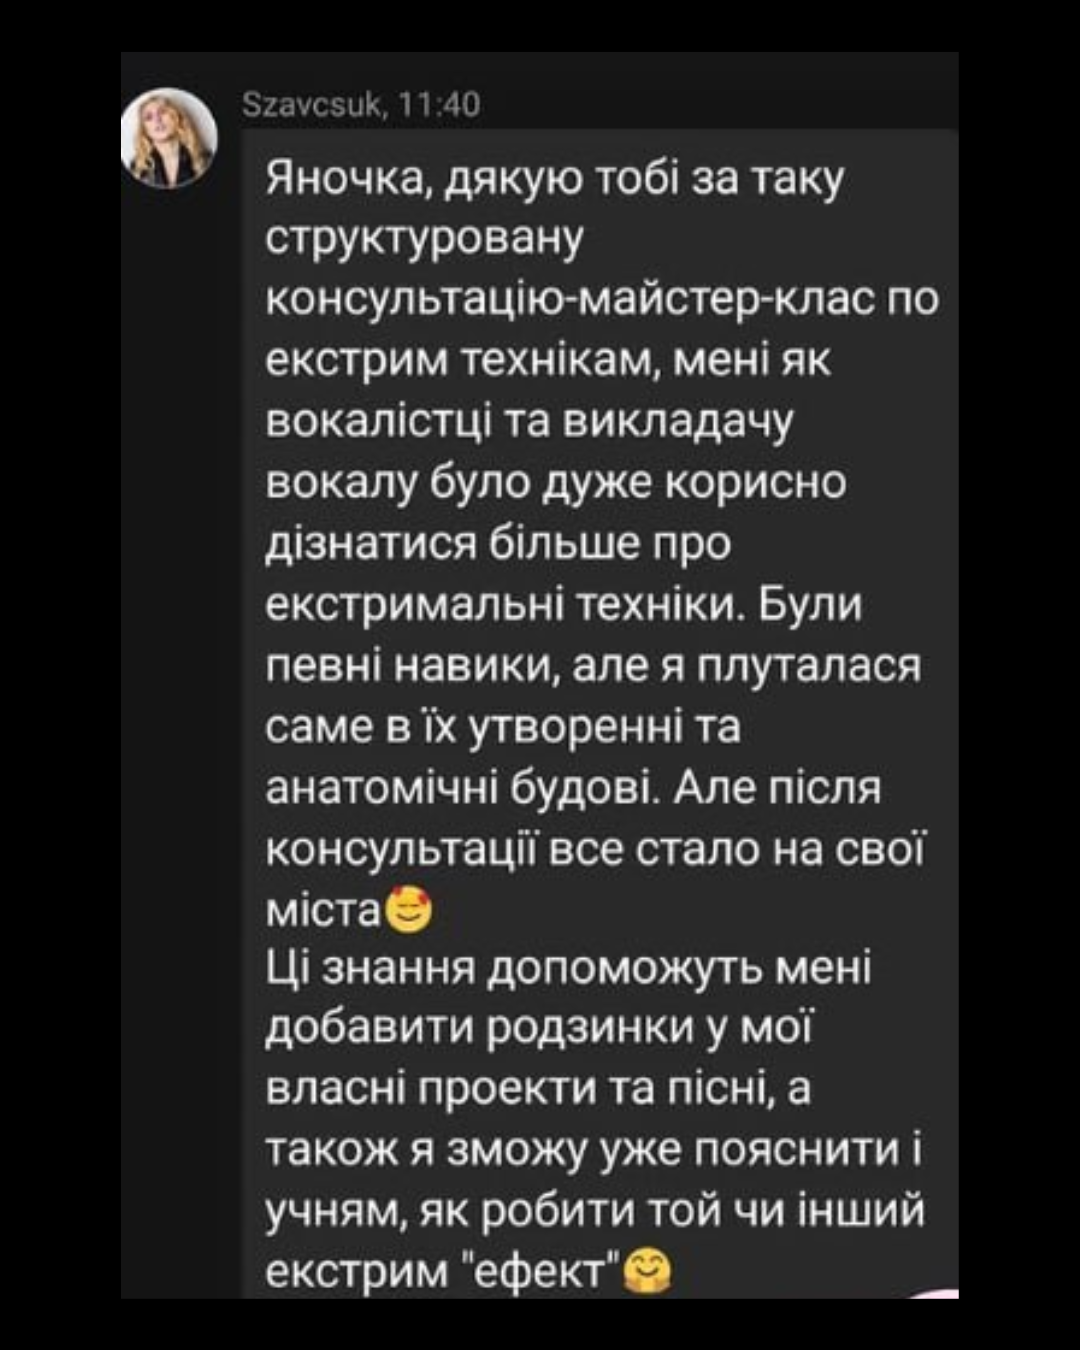 Szavcsuk, 11:40
Яночка, дякую тобі за таку
структуровану
консультацію-майстер-клас по
екстрим технікам, мені як
вокалістці та викладачу
вокалу було дуже корисно
дізнатися більше про
екстримальні техніки. Були
певні навики, але я плуталася
саме в їх утворенні та
анатомічні будові. Але після
консультації все стало на свої
міста🥰
Ці знання допоможуть мені
добавити родзинки у мої
власні проекти та пісні, а
також я зможу уже пояснити і
учням, як робити той чи інший
екстрим "ефект"🤗